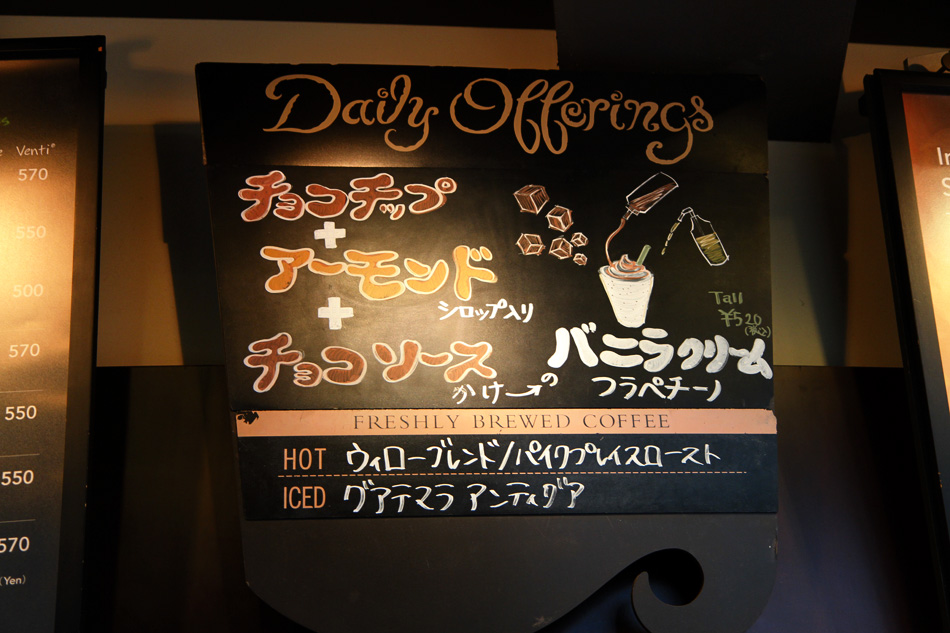 Daily Offerings
チョコチップ
+
アーモンド
シロップ入り
+
チョコソース
かけ→の
バニラクリーム
フラペチーノ
Tall
¥520
(税込)
FRESHLY BREWED COFFEE
HOT ウィローブレンド/パイクプレイスロースト
ICED グアテマラ アンティグア
Venti®
570
550
500
570
550
550
570
(Yen)